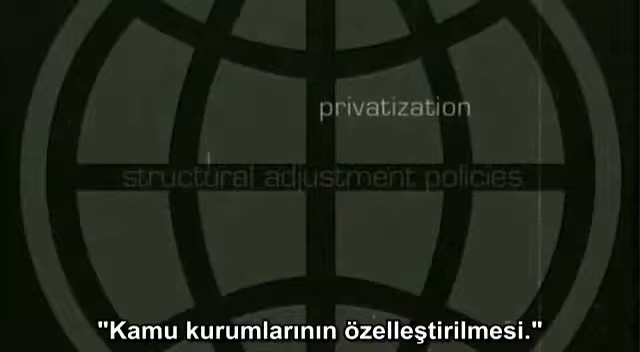 privatization
structural adjustment policies
"Kamu kurumlarının özelleştirilmesi."